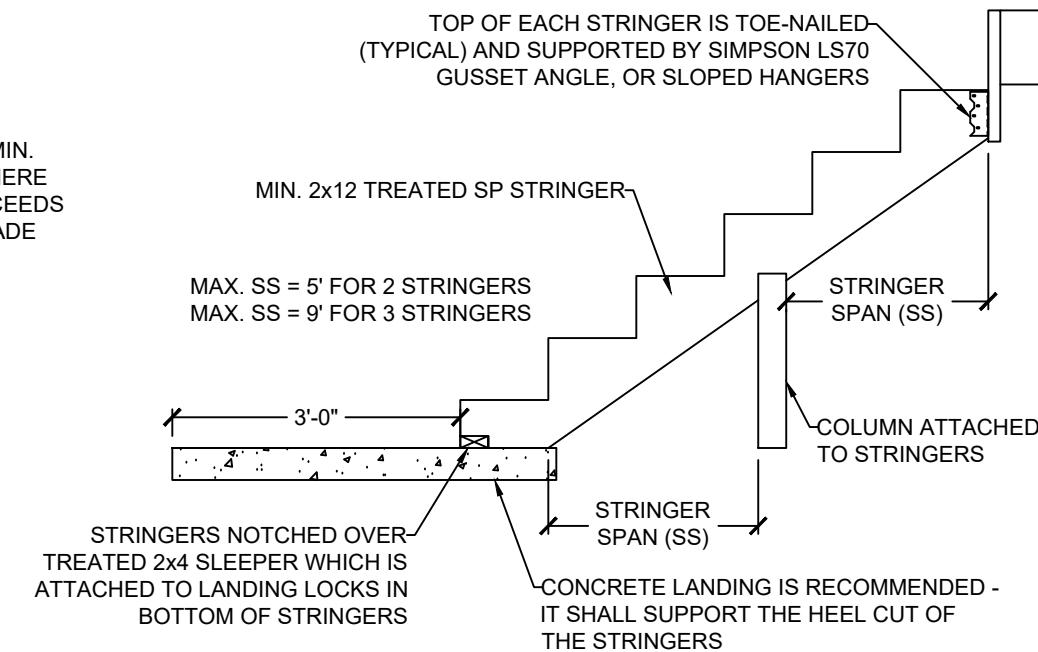 TOP OF EACH STRINGER IS TOE-NAILED
(TYPICAL) AND SUPPORTED BY SIMPSON LS70
GUSSET ANGLE, OR SLOPED HANGERS
MIN.
MIN. 2x12 TREATED SP STRINGER
MAX. SS = 5' FOR 2 STRINGERS
MAX. SS = 9' FOR 3 STRINGERS
STRINGER
SPAN (SS)
3'-0"
COLUMN ATTACHED
TO STRINGERS
STRINGER
SPAN (SS)
STRINGERS NOTCHED OVER
TREATED 2x4 SLEEPER WHICH IS
ATTACHED TO LANDING LOCKS IN
BOTTOM OF STRINGERS
CONCRETE LANDING IS RECOMMENDED -
IT SHALL SUPPORT THE HEEL CUT OF
THE STRINGERS